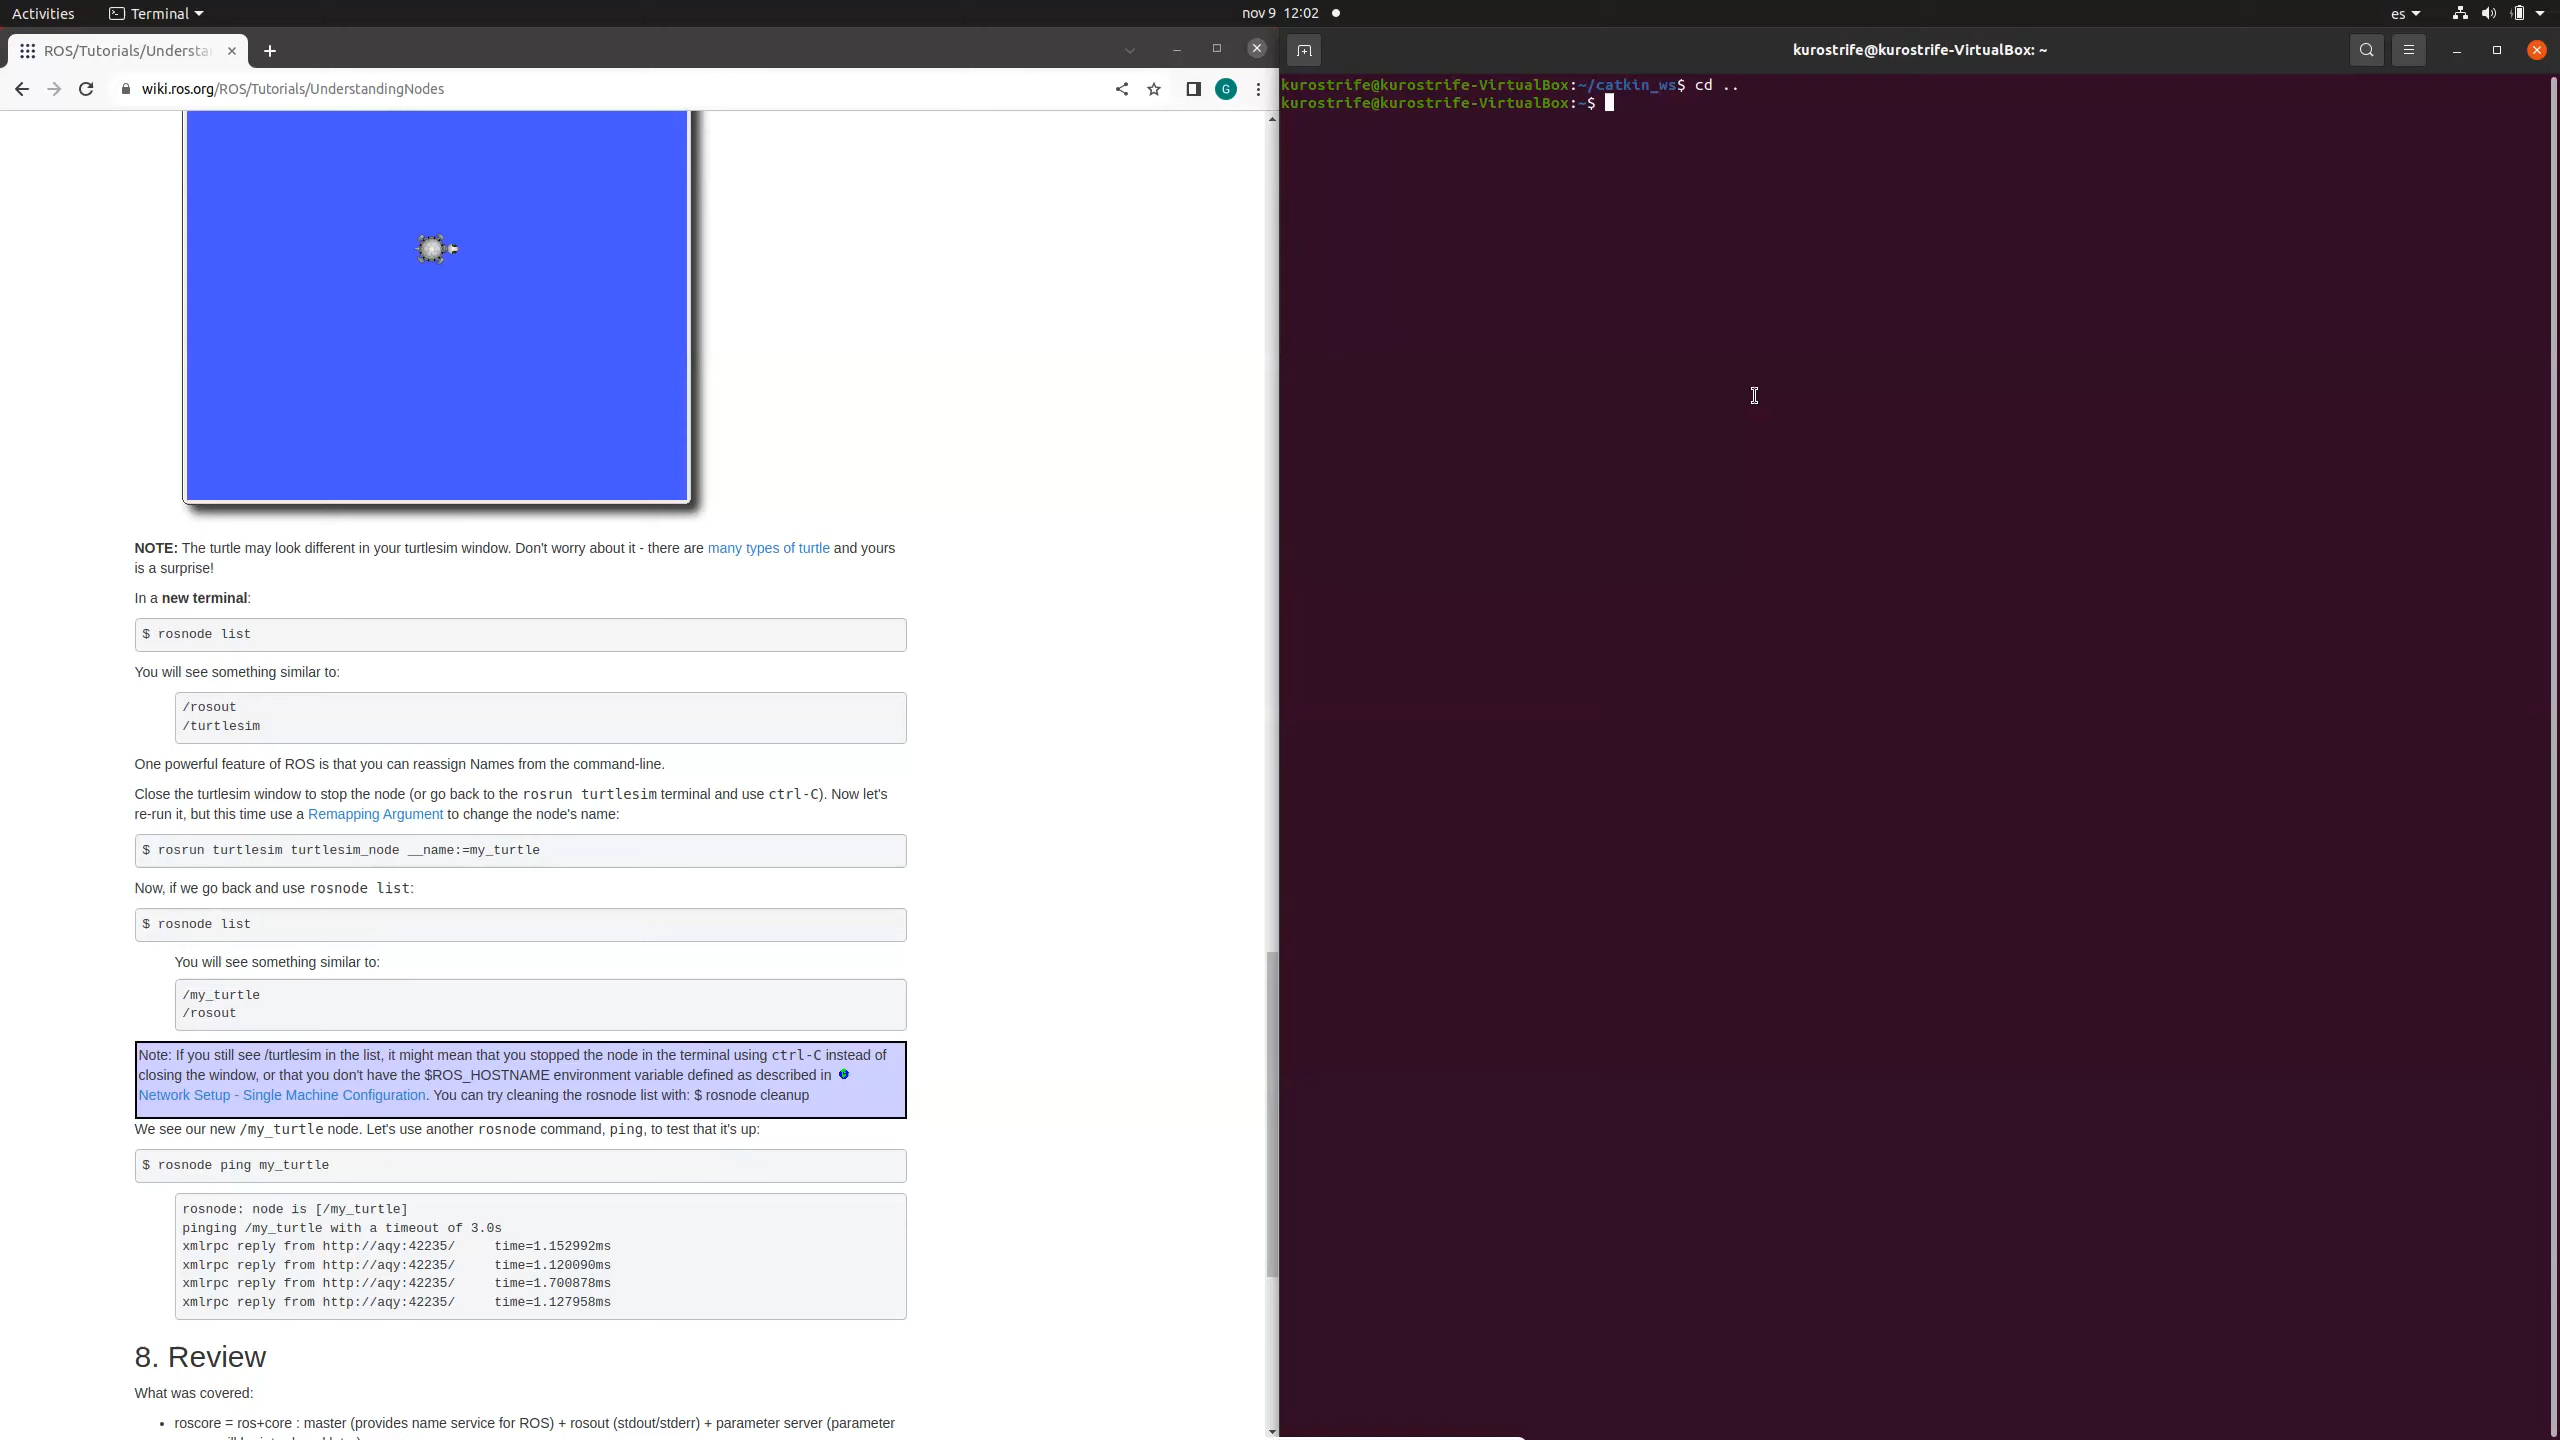 Activities
Terminal
nov 9 12:02
es
ROS/Tutorials/Understa
wiki.ros.org/ROS/Tutorials/UnderstandingNodes
G
NOTE: The turtle may look different in your turtlesim window. Don't worry about it - there are many types of turtle and yours
is a surprise!
In a new terminal:
$ rosnode list
You will see something similar to:
/rosout
/turtlesim
One powerful feature of ROS is that you can reassign Names from the command-line.
Close the turtlesim window to stop the node (or go back to the rosrun turtlesim terminal and use ctrl-C). Now let's
re-run it, but this time use a Remapping Argument to change the node's name:
$ rosrun turtlesim turtlesim_node __name:=my_turtle
Now, if we go back and use rosnode list:
$ rosnode list
You will see something similar to:
/my_turtle
/rosout
Note: If you still see /turtlesim in the list, it might mean that you stopped the node in the terminal using ctrl-C instead of
closing the window, or that you don't have the $ROS_HOSTNAME environment variable defined as described in
Network Setup - Single Machine Configuration. You can try cleaning the rosnode list with: $ rosnode cleanup
We see our new /my_turtle node. Let's use another rosnode command, ping, to test that it's up:
$ rosnode ping my_turtle
rosnode: node is [/my_turtle]
pinging /my_turtle with a timeout of 3.0s
xmlrpc reply from http://aqy:42235/     time=1.152992ms
xmlrpc reply from http://aqy:42235/     time=1.120090ms
xmlrpc reply from http://aqy:42235/     time=1.700878ms
xmlrpc reply from http://aqy:42235/     time=1.127958ms
8. Review
What was covered:
• roscore = ros+core : master (provides name service for ROS) + rosout (stdout/stderr) + parameter server (parameter
kurostrife@kurostrife-VirtualBox: ~
kurostrife@kurostrife-VirtualBox:~/catkin_ws$ cd ..
kurostrife@kurostrife-VirtualBox:~$